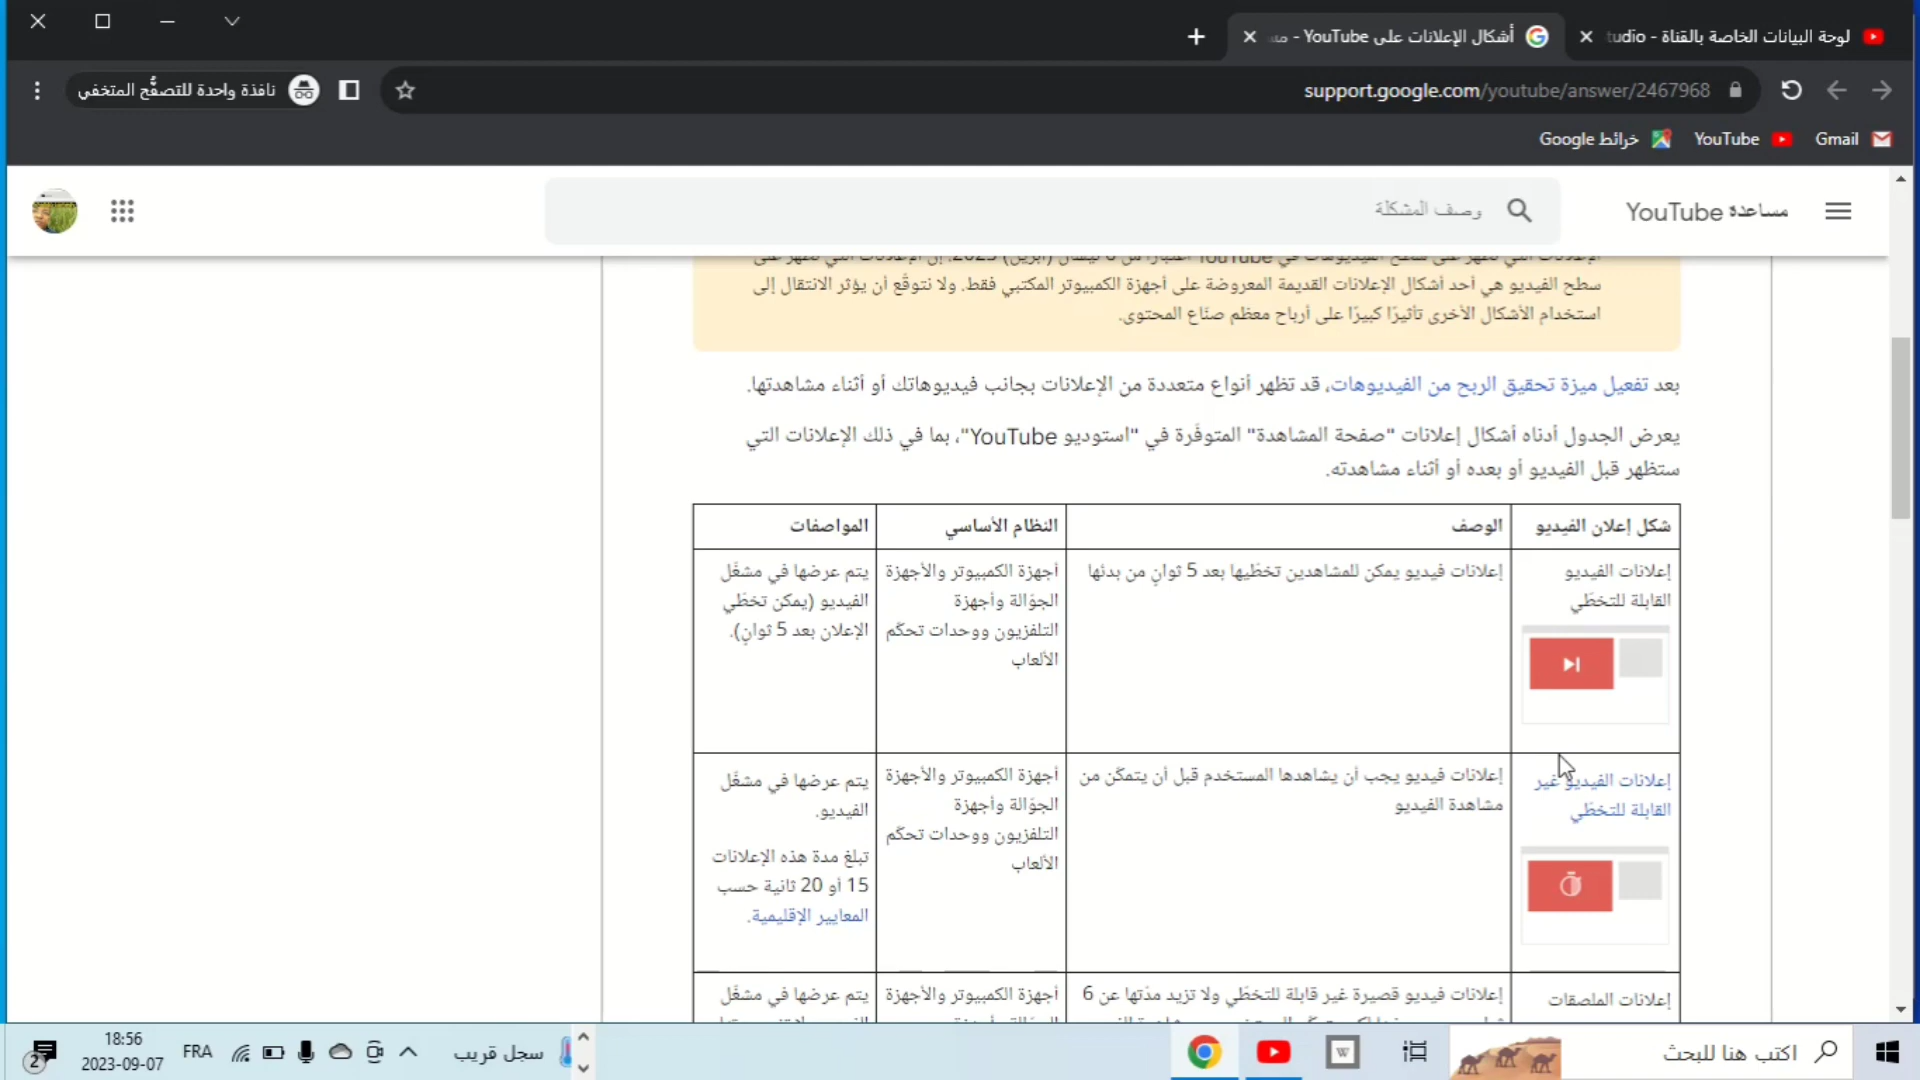 لوحة البيانات الخاصة بالقناة - tudio
أشكال الإعلانات على YouTube - مس
support.google.com/youtube/answer/2467968
نافذة واحدة للتصفُّح المتخفي
Gmail
YouTube
خرائط Google
مساعدة YouTube
وصف المشكلة
سطح الفيديو هي أحد أشكال الإعلانات القديمة المعروضة على أجهزة الكمبيوتر المكتبي فقط. ولا نتوقّع أن يؤثر الانتقال إلى
استخدام الأشكال الأخرى تأثيرًا كبيرًا على أرباح معظم صنّاع المحتوى.
بعد تفعيل ميزة تحقيق الربح من الفيديوهات، قد تظهر أنواع متعددة من الإعلانات بجانب فيديوهاتك أو أثناء مشاهدتها.
يعرض الجدول أدناه أشكال إعلانات "صفحة المشاهدة" المتوفّرة في "استوديو YouTube"، بما في ذلك الإعلانات التي
ستظهر قبل الفيديو أو بعده أو أثناء مشاهدته.
شكل إعلان الفيديو
الوصف
النظام الأساسي
المواصفات
إعلانات الفيديو
القابلة للتخطّي
إعلانات فيديو يمكن للمشاهدين تخطّيها بعد 5 ثوانٍ من بدئها
أجهزة الكمبيوتر والأجهزة
الجوّالة وأجهزة
التلفزيون ووحدات تحكّم
الألعاب
يتم عرضها في مشغّل
الفيديو (يمكن تخطّي
الإعلان بعد 5 ثوانٍ).
إعلانات الفيديو غير
القابلة للتخطّي
إعلانات فيديو يجب أن يشاهدها المستخدم قبل أن يتمكّن من
مشاهدة الفيديو
أجهزة الكمبيوتر والأجهزة
الجوّالة وأجهزة
التلفزيون ووحدات تحكّم
الألعاب
يتم عرضها في مشغّل
الفيديو.
تبلغ مدة هذه الإعلانات
15 أو 20 ثانية حسب
المعايير الإقليمية.
إعلانات الملصقات
إعلانات فيديو قصيرة غير قابلة للتخطّي ولا تزيد مدّتها عن 6
أجهزة الكمبيوتر والأجهزة
يتم عرضها في مشغّل
اكتب هنا للبحث
W
سجل قريب
FRA
18:56
2023-09-07
2